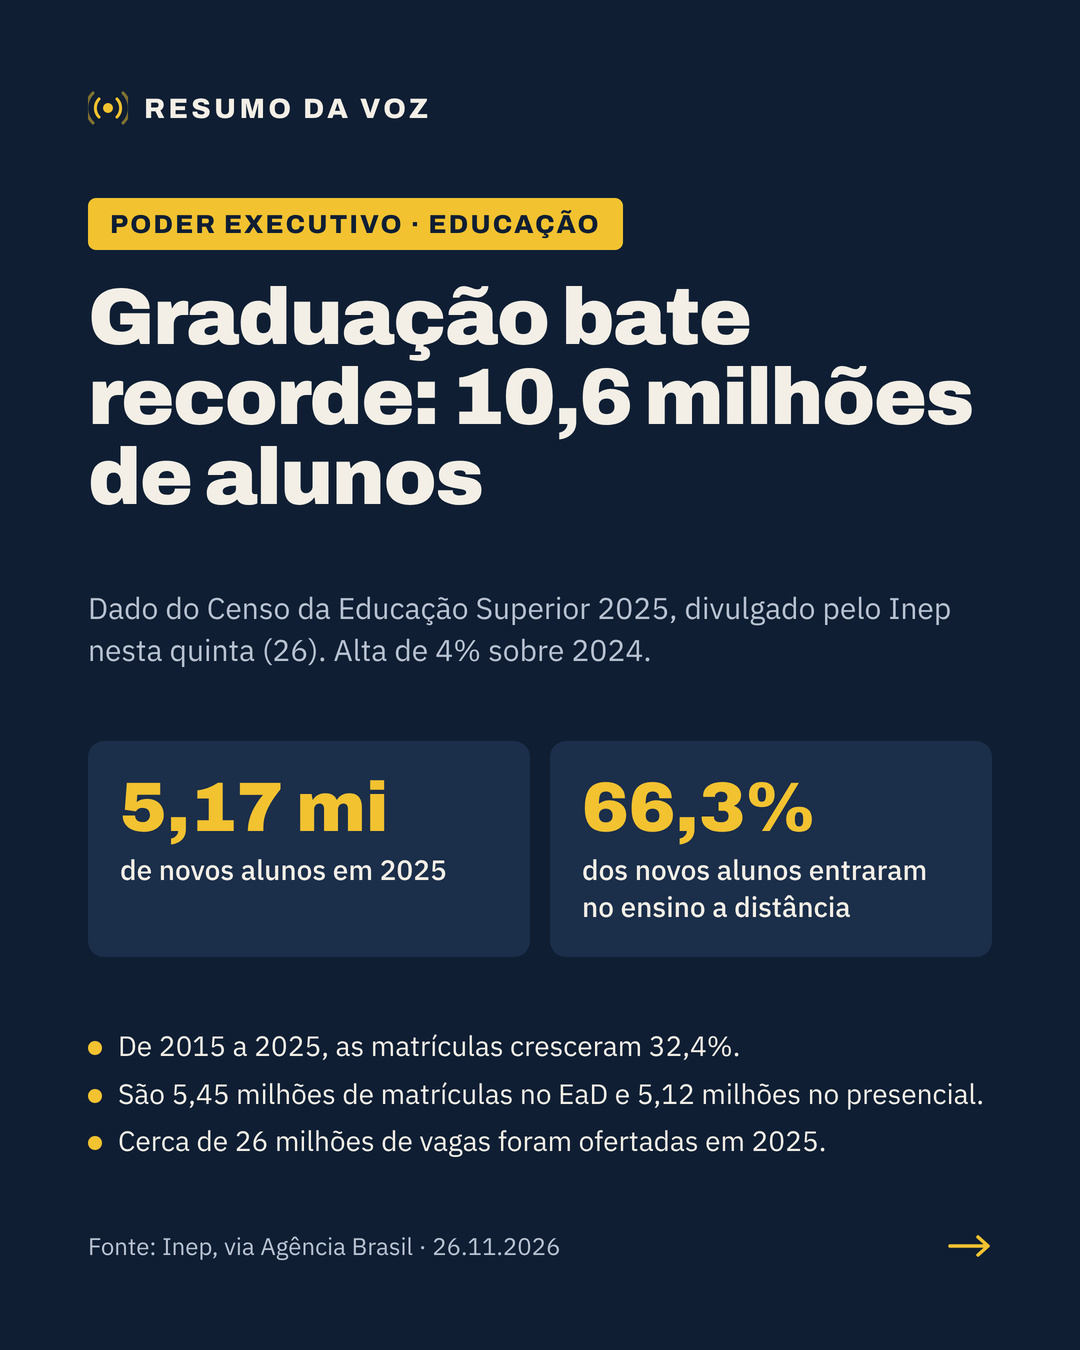 RESUMO DA VOZ
PODER EXECUTIVO · EDUCAÇÃO
Graduação bate
recorde: 10,6 milhões
de alunos
Dado do Censo da Educação Superior 2025, divulgado pelo Inep
nesta quinta (26). Alta de 4% sobre 2024.
5,17 mi
de novos alunos em 2025
66,3%
dos novos alunos entraram
no ensino a distância
De 2015 a 2025, as matrículas cresceram 32,4%.
São 5,45 milhões de matrículas no EaD e 5,12 milhões no presencial.
Cerca de 26 milhões de vagas foram ofertadas em 2025.
Fonte: Inep, via Agência Brasil · 26.11.2026